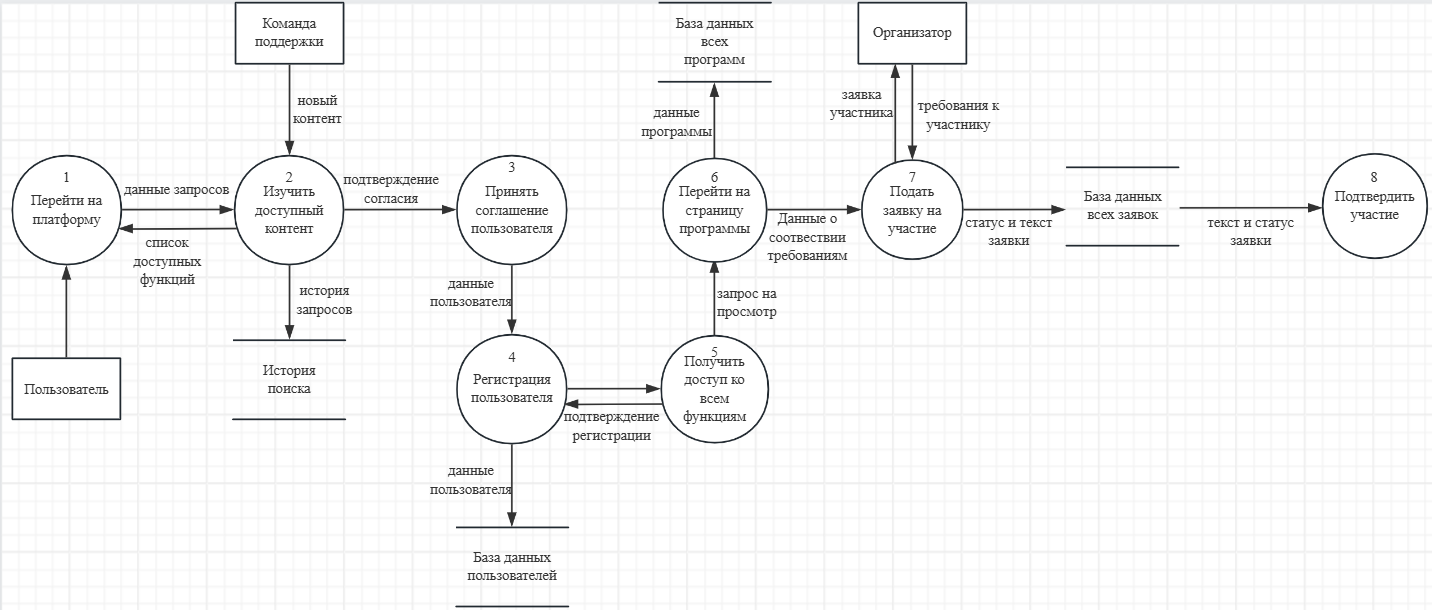 Команда
поддержки
База данных
всех
программ
Организатор
новый
контент
данные
программы
заявка
участника
требования к
участнику
1
Перейти на
платформу
данные запросов
список
доступных
функций
2
Изучить
доступный
контент
подтверждение
согласия
3
Принять
соглашение
пользователя
6
Перейти на
страницу
программы
Данные о
соотвествии
требованиям
7
Подать
заявку на
участие
статус и текст
заявки
База данных
всех заявок
текст и статус
заявки
8
Подтвердить
участие
история
запросов
данные
пользователя
запрос на
просмотр
Пользователь
История
поиска
4
Регистрация
пользователя
подтверждение
регистрации
5
Получить
доступ ко
всем
функциям
данные
пользователя
База данных
пользователей